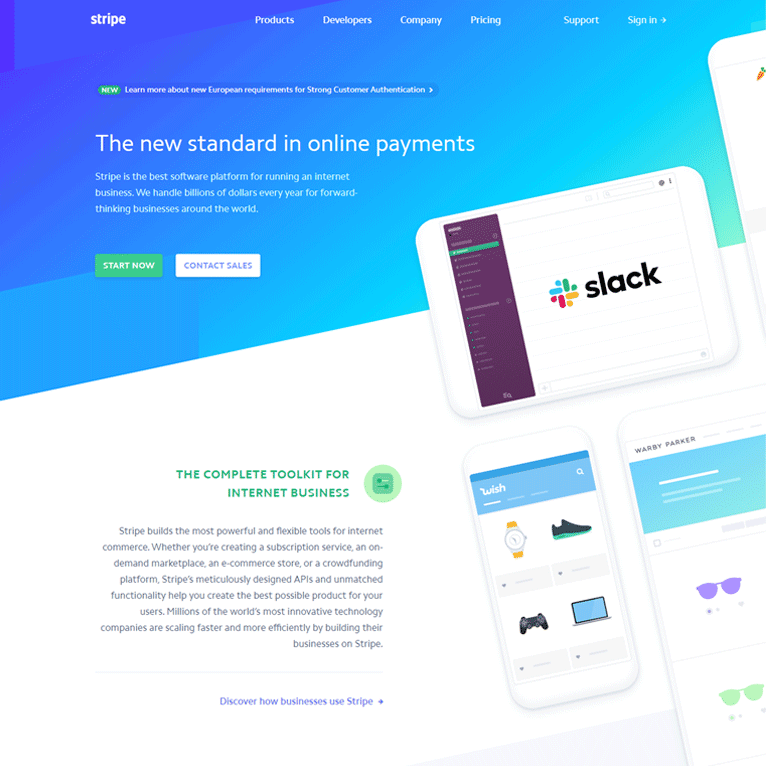 stripe
Products Developers Company Pricing Support Sign in →
NEW Learn more about new European requirements for Strong Customer Authentication >
The new standard in online payments
Stripe is the best software platform for running an internet
business. We handle billions of dollars every year for forward-
thinking businesses around the world.
START NOW CONTACT SALES
slack
THE COMPLETE TOOLKIT FOR
INTERNET BUSINESS
Stripe builds the most powerful and flexible tools for internet
commerce. Whether you're creating a subscription service, an on-
demand marketplace, an e-commerce store, or a crowdfunding
platform, Stripe's meticulously designed APIs and unmatched
functionality help you create the best possible product for your
users. Millions of the world's most innovative technology
companies are scaling faster and more efficiently by building their
businesses on Stripe.
Discover how businesses use Stripe →
wish
WARBY PARKER